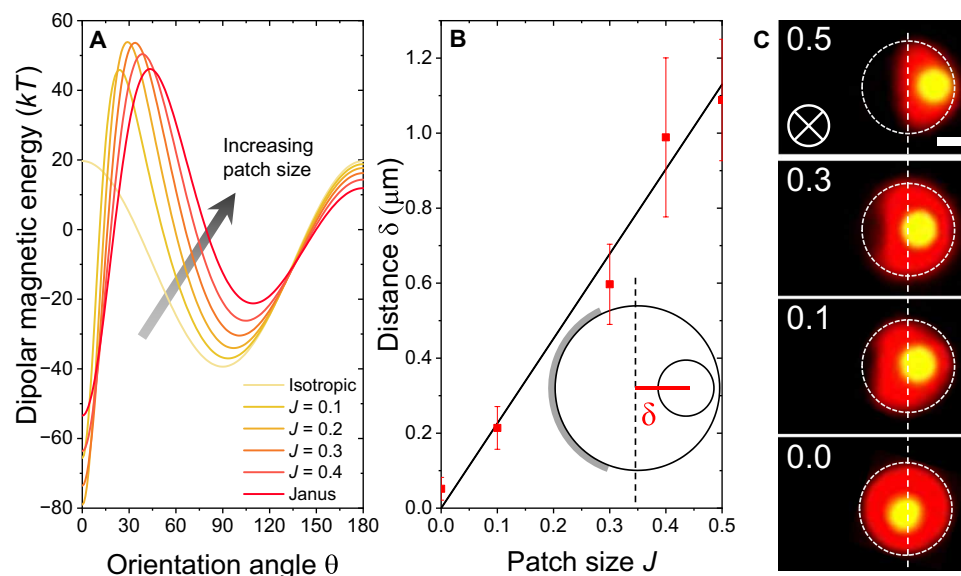 A
Dipolar magnetic energy (kT)
60
50
40
30
20
10
0
-20
-40
-60
-80
Increasing
patch size
Isotropic
J = 0.1
J = 0.2
J = 0.3
J = 0.4
Janus
0
30
60
90
120
150
180
Orientation angle θ
B
Distance δ (μm)
1.2
1.0
0.8
0.6
0.4
0.2
0.0
δ
0.0
0.1
0.2
0.3
0.4
0.5
Patch size J
C
0.5
0.3
0.1
0.0